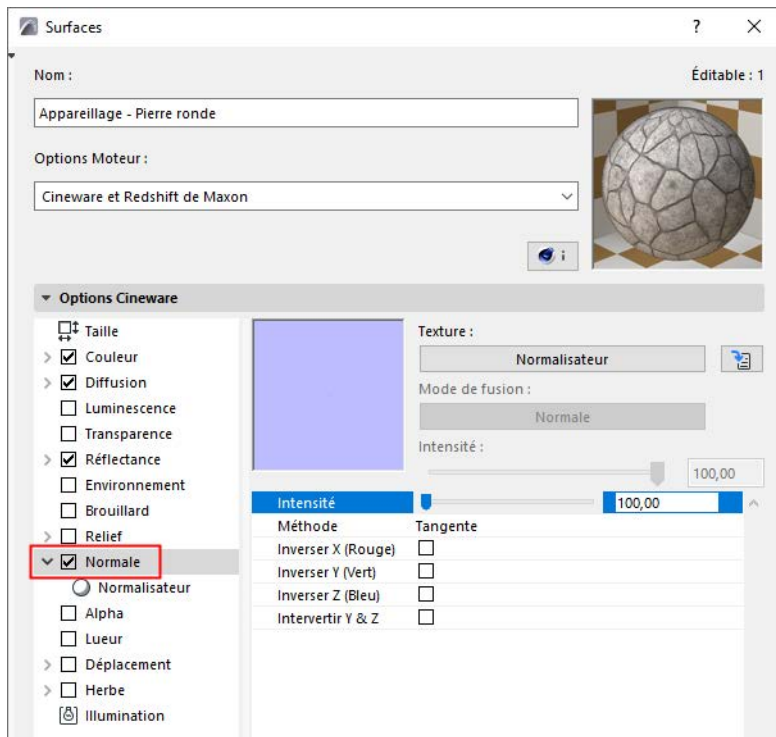 Surfaces
?
Nom :
Éditable : 1
Appareillage - Pierre ronde
Options Moteur :
Cineware et Redshift de Maxon
i
Options Cineware
Taille
Couleur
Diffusion
Luminescence
Transparence
Réflectance
Environnement
Brouillard
Relief
Normale
Normalisateur
Alpha
Lueur
Déplacement
Herbe
Illumination
Texture :
Normalisateur
Mode de fusion :
Normale
Intensité :
100,00
Intensité 100,00
Méthode Tangente
Inverser X (Rouge)
Inverser Y (Vert)
Inverser Z (Bleu)
Intervertir Y & Z